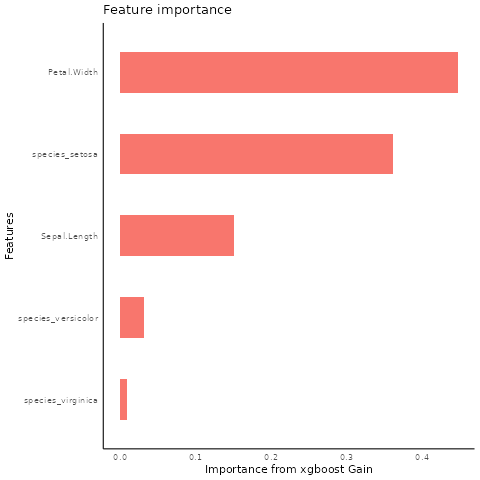 Feature importance
Features
Petal.Width
species_setosa
Sepal.Length
species_versicolor
species_virginica
0.0 0.1 0.2 0.3 0.4
Importance from xgboost Gain